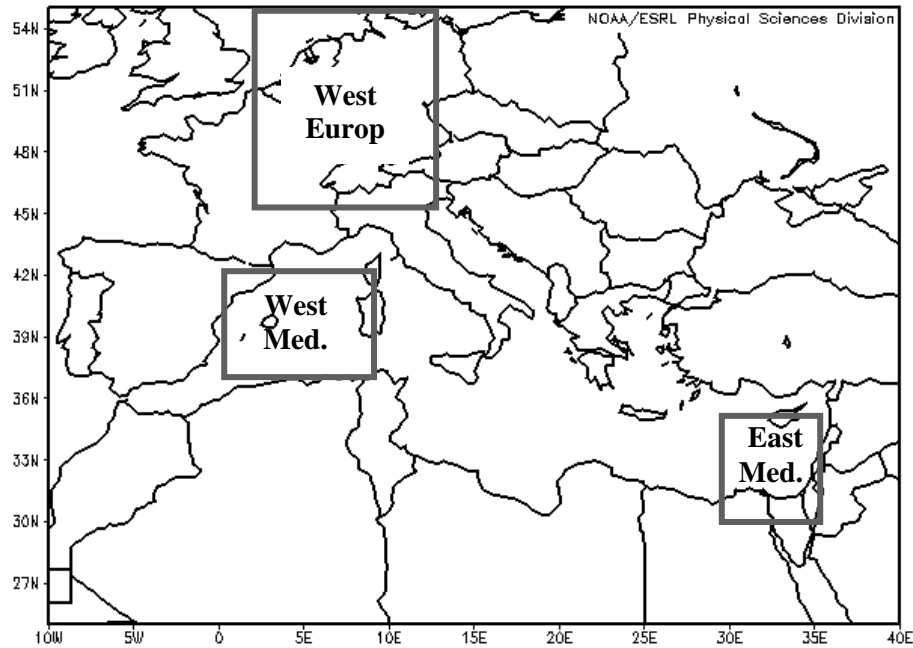 NOAA/ESRL Physical Sciences Division
54N
51N
48N
45N
42N
39N
36N
33N
30N
27N
West
Europ
West
Med.
East
Med.
10W 5W 0 5E 10E 15E 20E 25E 30E 35E 40E